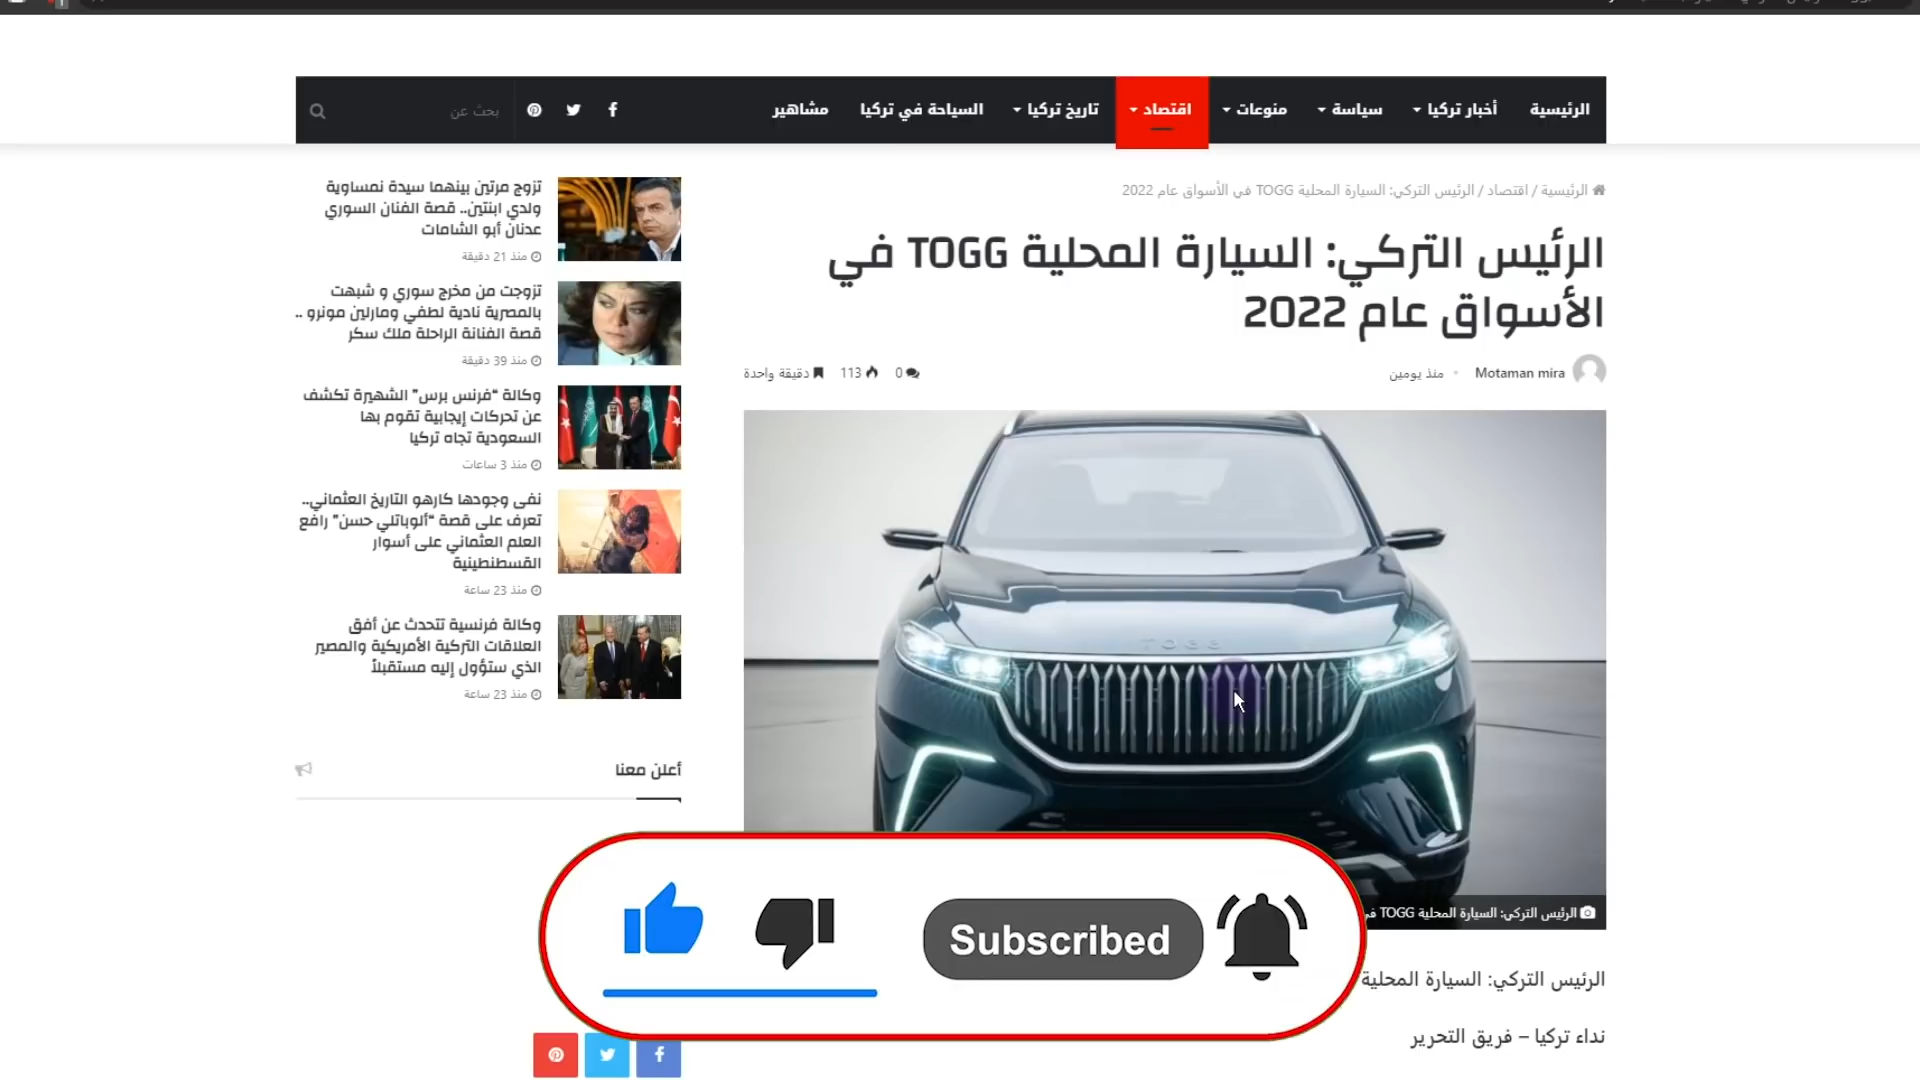 الرئيسية
أخبار تركيا
سياسة
منوعات
اقتصاد
تاريخ تركيا
السياحة في تركيا
مشاهير
بحث عن
الرئيسية / اقتصاد / الرئيس التركي: السيارة المحلية TOGG في الأسواق عام 2022
الرئيس التركي: السيارة المحلية TOGG في
الأسواق عام 2022
Motaman mira
منذ يومين
0
113
دقيقة واحدة
TOGG
الرئيس التركي: السيارة المحلية TOGG في
الرئيس التركي: السيارة المحلية
نداء تركيا – فريق التحرير
تزوج مرتين بينهما سيدة نمساوية
ولدي ابنتين.. قصة الفنان السوري
عدنان أبو الشامات
منذ 21 دقيقة
تزوجت من مخرج سوري و شبهت
بالمصرية نادية لطفي ومارلين مونرو ..
قصة الفنانة الراحلة ملك سكر
منذ 39 دقيقة
وكالة “فرنس برس” الشهيرة تكشف
عن تحركات إيجابية تقوم بها
السعودية تجاه تركيا
منذ 3 ساعات
نفى وجودها كارهو التاريخ العثماني..
تعرف على قصة “ألوباتلي حسن” رافع
العلم العثماني على أسوار
القسطنطينية
منذ 23 ساعة
وكالة فرنسية تتحدث عن أفق
العلاقات التركية الأمريكية والمصير
الذي ستؤول إليه مستقبلاً
منذ 23 ساعة
أعلن معنا
Subscribed